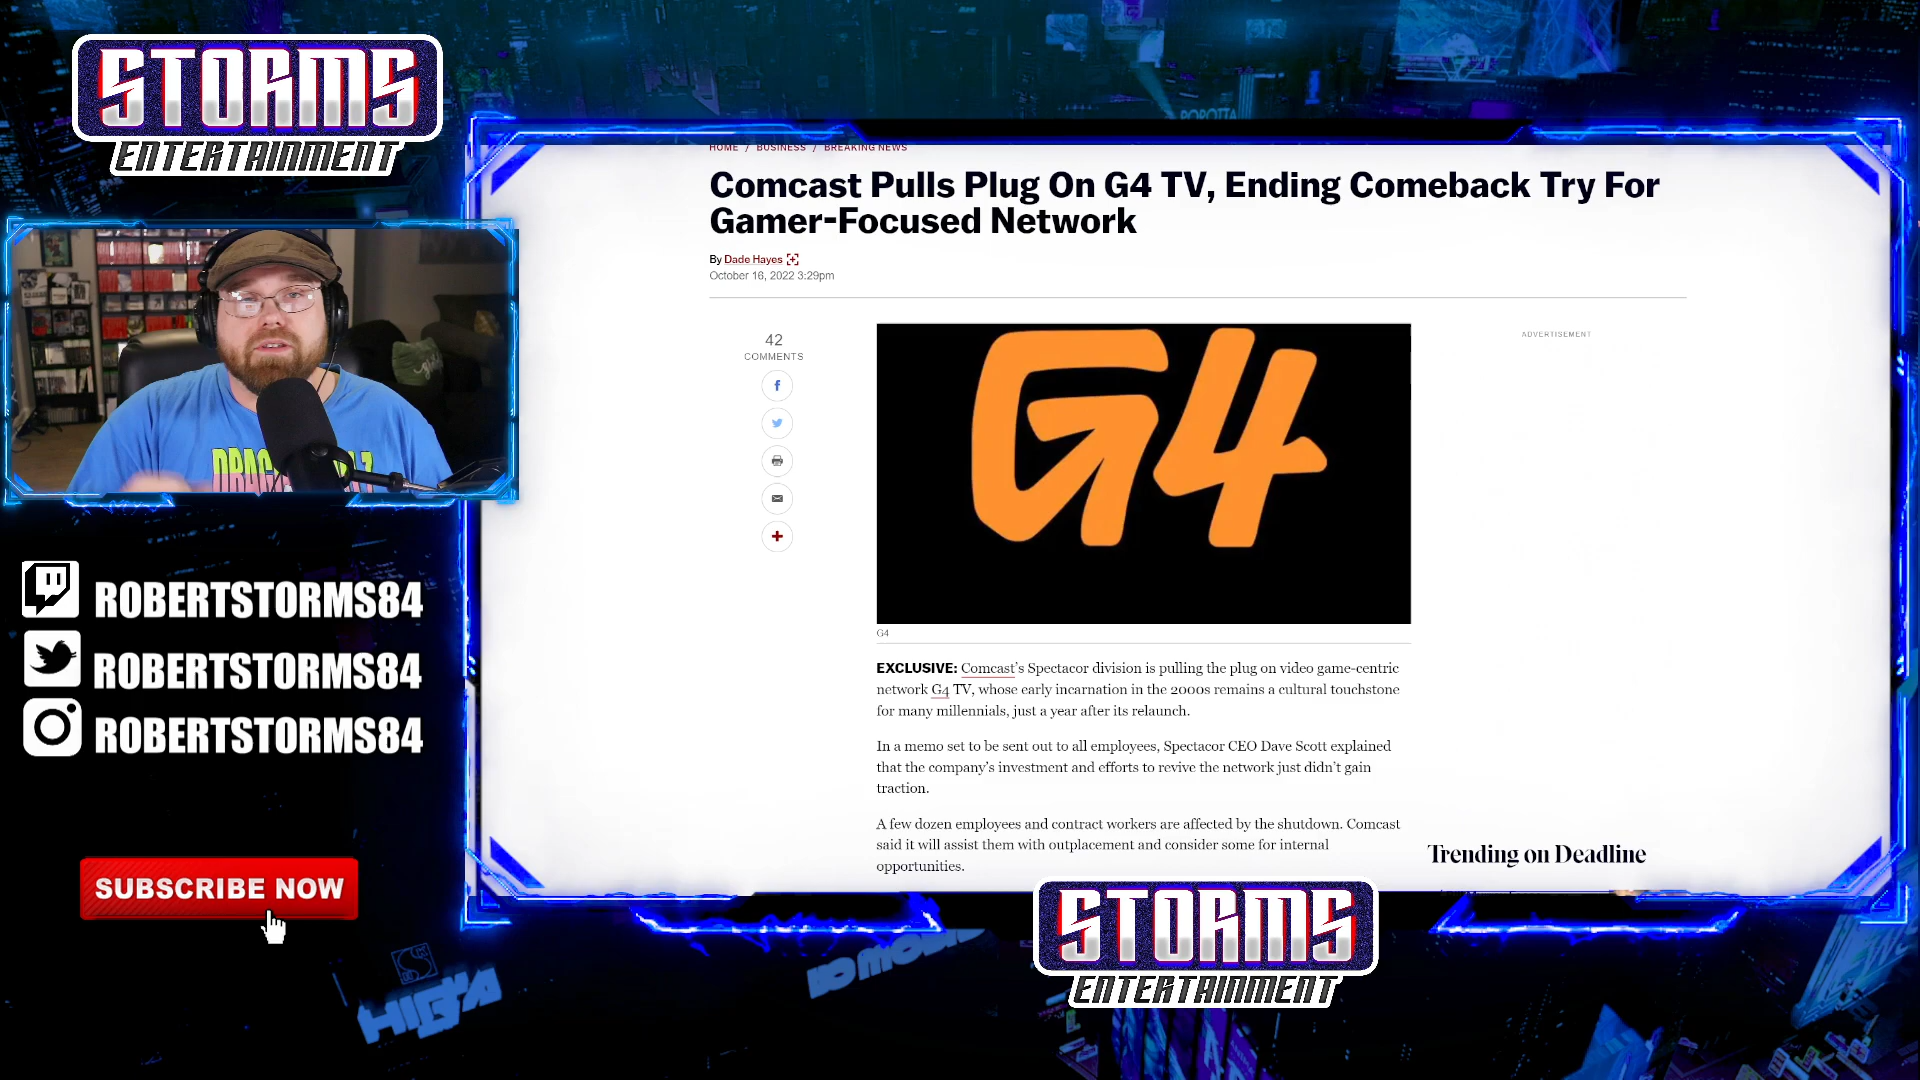 STORMS
ENTERTAINMENT
HOME / BUSINESS / BREAKING NEWS
Comcast Pulls Plug On G4 TV, Ending Comeback Try For
Gamer-Focused Network
By Dade Hayes
October 16, 2022 3:29pm
42
COMMENTS
G4
ADVERTISEMENT
G4
EXCLUSIVE: Comcast's Spectacor division is pulling the plug on video game-centric
network G4 TV, whose early incarnation in the 2000s remains a cultural touchstone
for many millennials, just a year after its relaunch.
In a memo set to be sent out to all employees, Spectacor CEO Dave Scott explained
that the company's investment and efforts to revive the network just didn't gain
traction.
A few dozen employees and contract workers are affected by the shutdown. Comcast
said it will assist them with outplacement and consider some for internal
opportunities.
Trending on Deadline
ROBERTSTORMS84
ROBERTSTORMS84
ROBERTSTORMS84
SUBSCRIBE NOW
STORMS
ENTERTAINMENT